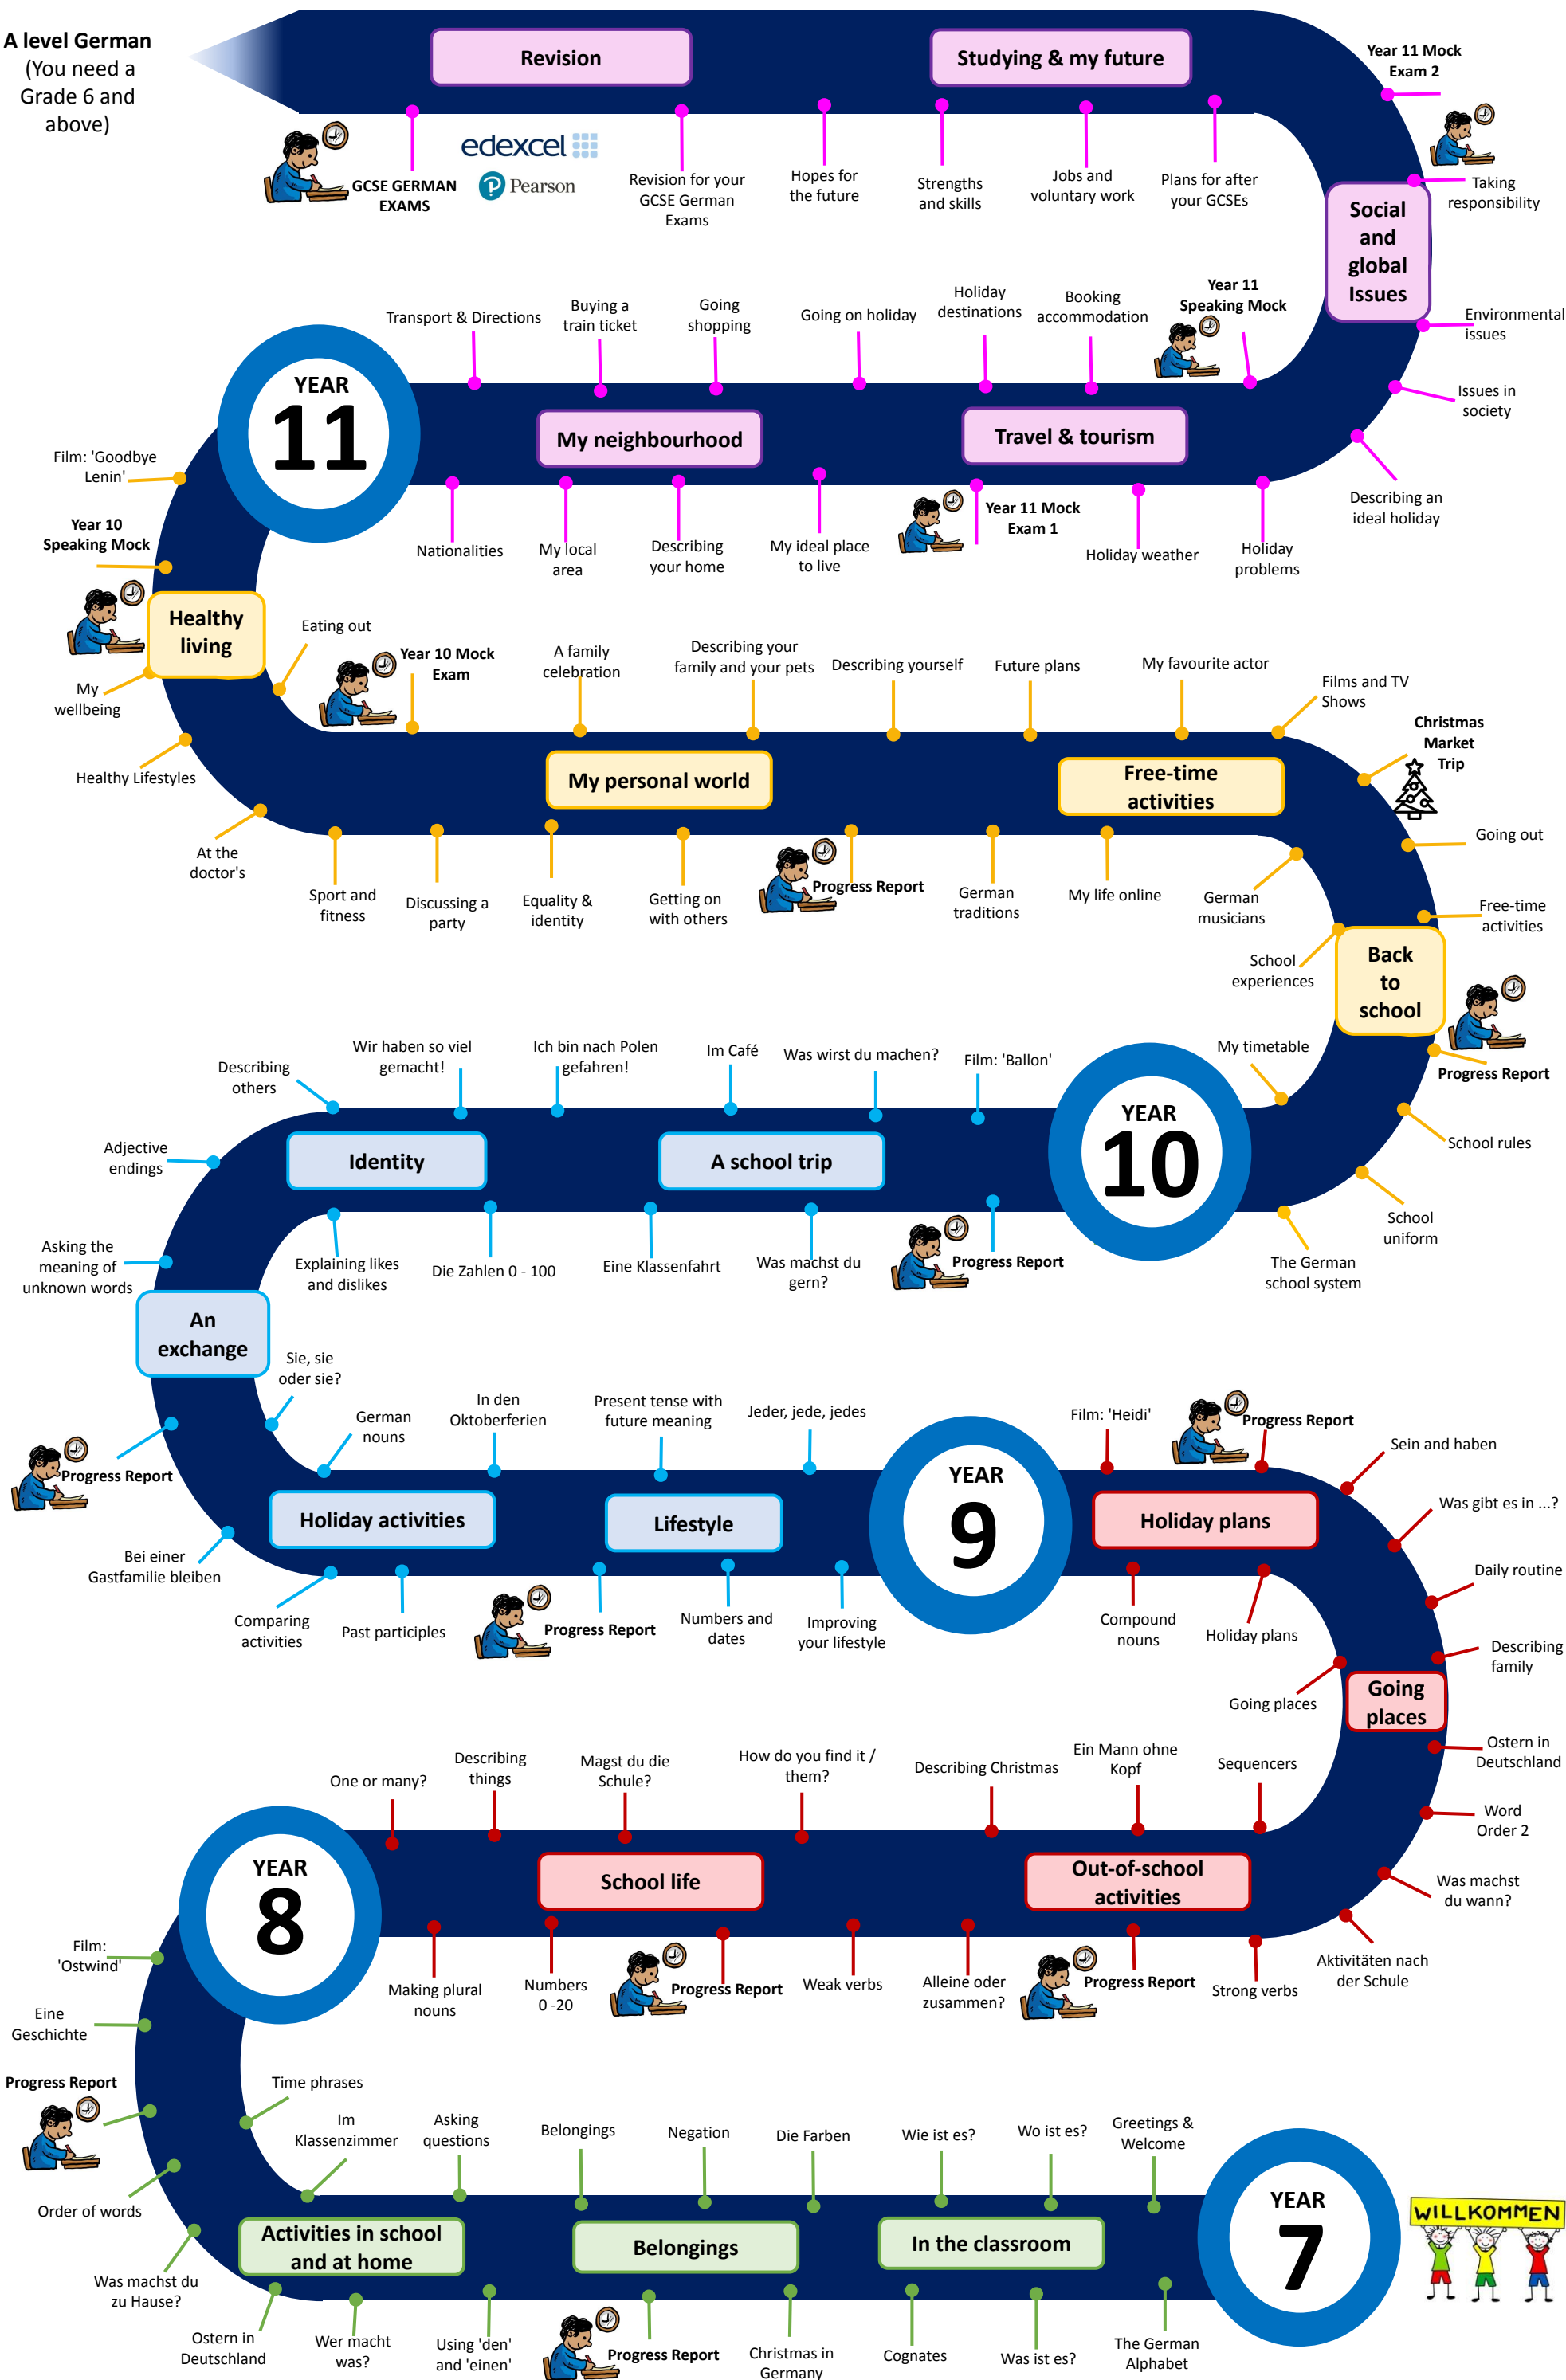 A level German
(You need a
Grade 6 and
above)
Revision
Studying & my future
Year 11 Mock
Exam 2
GCSE GERMAN
EXAMS
edexcel
Pearson
Revision for your
GCSE German
Exams
Hopes for
the future
Strengths
and skills
Jobs and
voluntary work
Plans for after
your GCSEs
Taking
responsibility
Social
and
global
Issues
Transport & Directions
Buying a
train ticket
Going
shopping
Going on holiday
Holiday
destinations
Booking
accommodation
Year 11
Speaking Mock
Environmental
issues
Issues in
society
Describing an
ideal holiday
YEAR
11
My neighbourhood
Travel & tourism
Nationalities
My local
area
Describing
your home
My ideal place
to live
Year 11 Mock
Exam 1
Holiday weather
Holiday
problems
Film: 'Goodbye
Lenin'
Year 10
Speaking Mock
Healthy
living
Eating out
My
wellbeing
Healthy Lifestyles
At the
doctor's
Year 10 Mock
Exam
A family
celebration
Describing your
family and your pets
Describing yourself
Future plans
My favourite actor
Films and TV
Shows
Christmas
Market
Trip
My personal world
Free-time
activities
Going out
Sport and
fitness
Discussing a
party
Equality &
identity
Getting on
with others
Progress Report
German
traditions
My life online
German
musicians
Free-time
activities
School
experiences
Back
to
school
Progress Report
My timetable
School rules
School
uniform
The German
school system
Describing
others
Wir haben so viel
gemacht!
Ich bin nach Polen
gefahren!
Im Café
Was wirst du machen?
Film: 'Ballon'
YEAR
10
Identity
A school trip
Adjective
endings
Asking the
meaning of
unknown words
Explaining likes
and dislikes
Die Zahlen 0 - 100
Eine Klassenfahrt
Was machst du
gern?
Progress Report
An
exchange
Sie, sie
oder sie?
German
nouns
In den
Oktoberferien
Present tense with
future meaning
Jeder, jede, jedes
Progress Report
Bei einer
Gastfamilie bleiben
Holiday activities
Lifestyle
YEAR
9
Comparing
activities
Past participles
Progress Report
Numbers and
dates
Improving
your lifestyle
Film: 'Heidi'
Progress Report
Sein and haben
Holiday plans
Was gibt es in ...?
Daily routine
Compound
nouns
Holiday plans
Describing
family
Going places
Going
places
Ostern in
Deutschland
Word
Order 2
Was machst
du wann?
Aktivitäten nach
der Schule
One or many?
Describing
things
Magst du die
Schule?
How do you find it /
them?
Describing Christmas
Ein Mann ohne
Kopf
Sequencers
YEAR
8
School life
Out-of-school
activities
Making plural
nouns
Numbers
0 -20
Progress Report
Weak verbs
Alleine oder
zusammen?
Progress Report
Strong verbs
Film:
'Ostwind'
Eine
Geschichte
Progress Report
Order of words
Was machst du
zu Hause?
Time phrases
Im
Klassenzimmer
Asking
questions
Belongings
Negation
Die Farben
Wie ist es?
Wo ist es?
Greetings &
Welcome
Activities in school
and at home
Belongings
In the classroom
YEAR
7
WILLKOMMEN
Ostern in
Deutschland
Wer macht
was?
Using 'den'
and 'einen'
Progress Report
Christmas in
Germany
Cognates
Was ist es?
The German
Alphabet